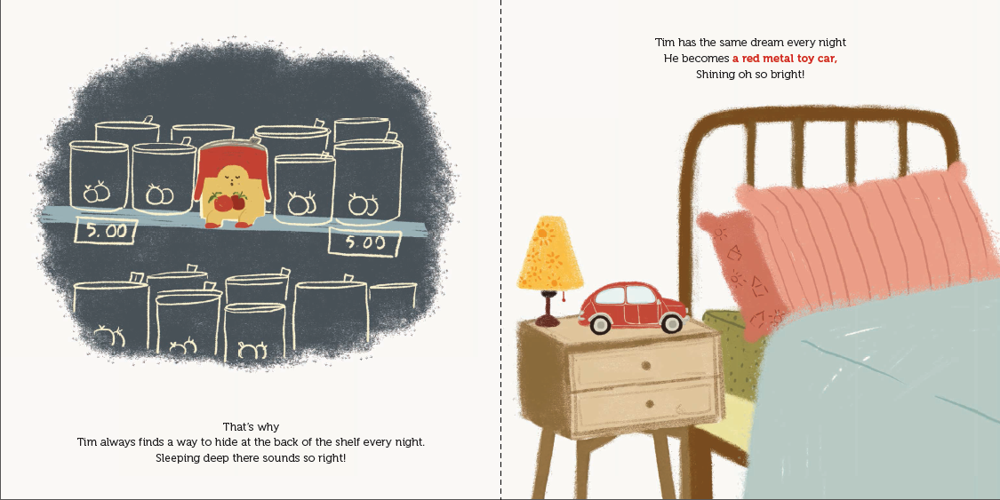 5.00
5.00
That's why
Tim always finds a way to hide at the back of the shelf every night.
Sleeping deep there sounds so right!
Tim has the same dream every night
He becomes a red metal toy car,
Shining oh so bright!